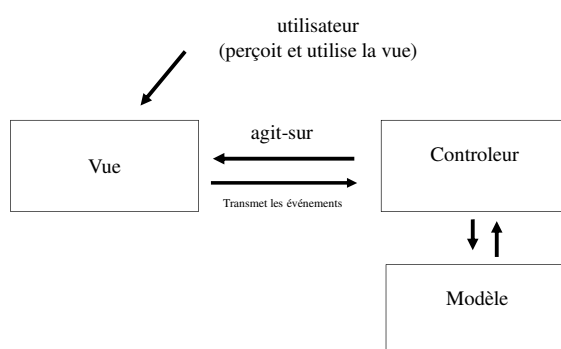 utilisateur
(perçoit et utilise la vue)
agit-sur
Vue
Controleur
Transmet les événements
Modèle